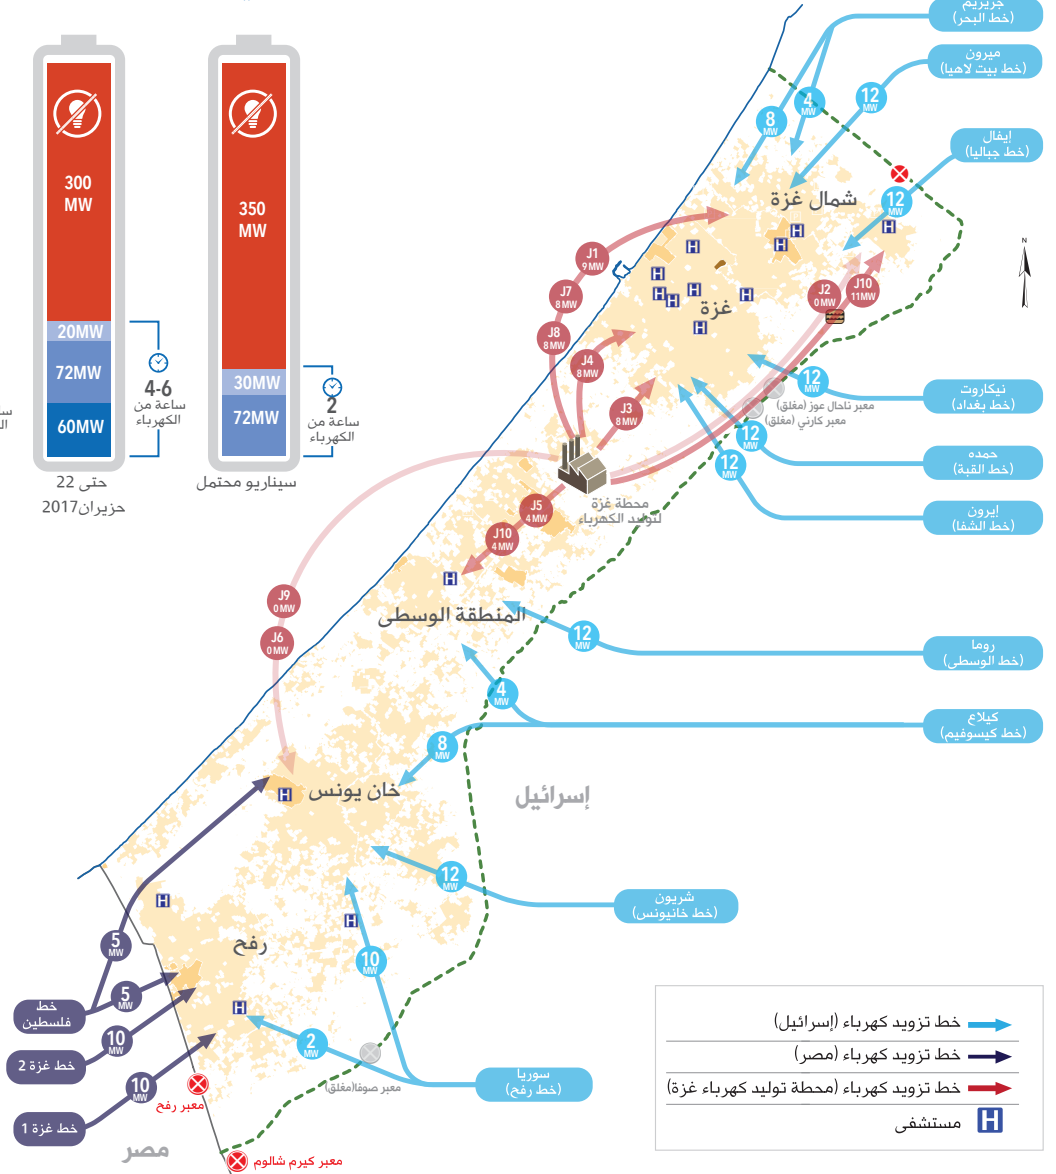 جريزيم
(خط البحر)
ميرون
(خط بيت لاهيا)
إيفال
(خط جباليا)
8
MW
4
MW
12
MW
12
MW
شمال غزة
غزة
300
MW
20MW
72MW
60MW
4-6
ساعة من
الكهرباء
حتى 22
حزيران2017
350
MW
30MW
72MW
2
ساعة من
الكهرباء
سيناريو محتمل
N
J1
9 MW
J7
8 MW
J8
8 MW
J4
8 MW
J3
8 MW
J2
0 MW
J10
11MW
12
MW
نيكاروت
(خط بغداد)
معبر ناحال عوز (مغلق)
معبر كارني (مغلق)
12
MW
حمده
(خط القبة)
12
MW
إيرون
(خط الشفا)
محطة غزة
لتوليد الكهرباء
J5
4 MW
J10
4 MW
J9
0 MW
J6
0 MW
المنطقة الوسطى
12
MW
روما
(خط الوسطى)
4
MW
كيلاع
(خط كيسوفيم)
8
MW
خان يونس
إسرائيل
12
MW
شريون
(خط خانيونس)
رفح
10
MW
5
MW
5
MW
خط
فلسطين
10
MW
خط غزة 2
10
MW
خط غزة 1
2
MW
سوريا
(خط رفح)
معبر صوفا(مغلق)
معبر رفح
مصر
معبر كيرم شالوم
خط تزويد كهرباء (إسرائيل)
خط تزويد كهرباء (مصر)
خط تزويد كهرباء (محطة توليد كهرباء غزة)
H مستشفى